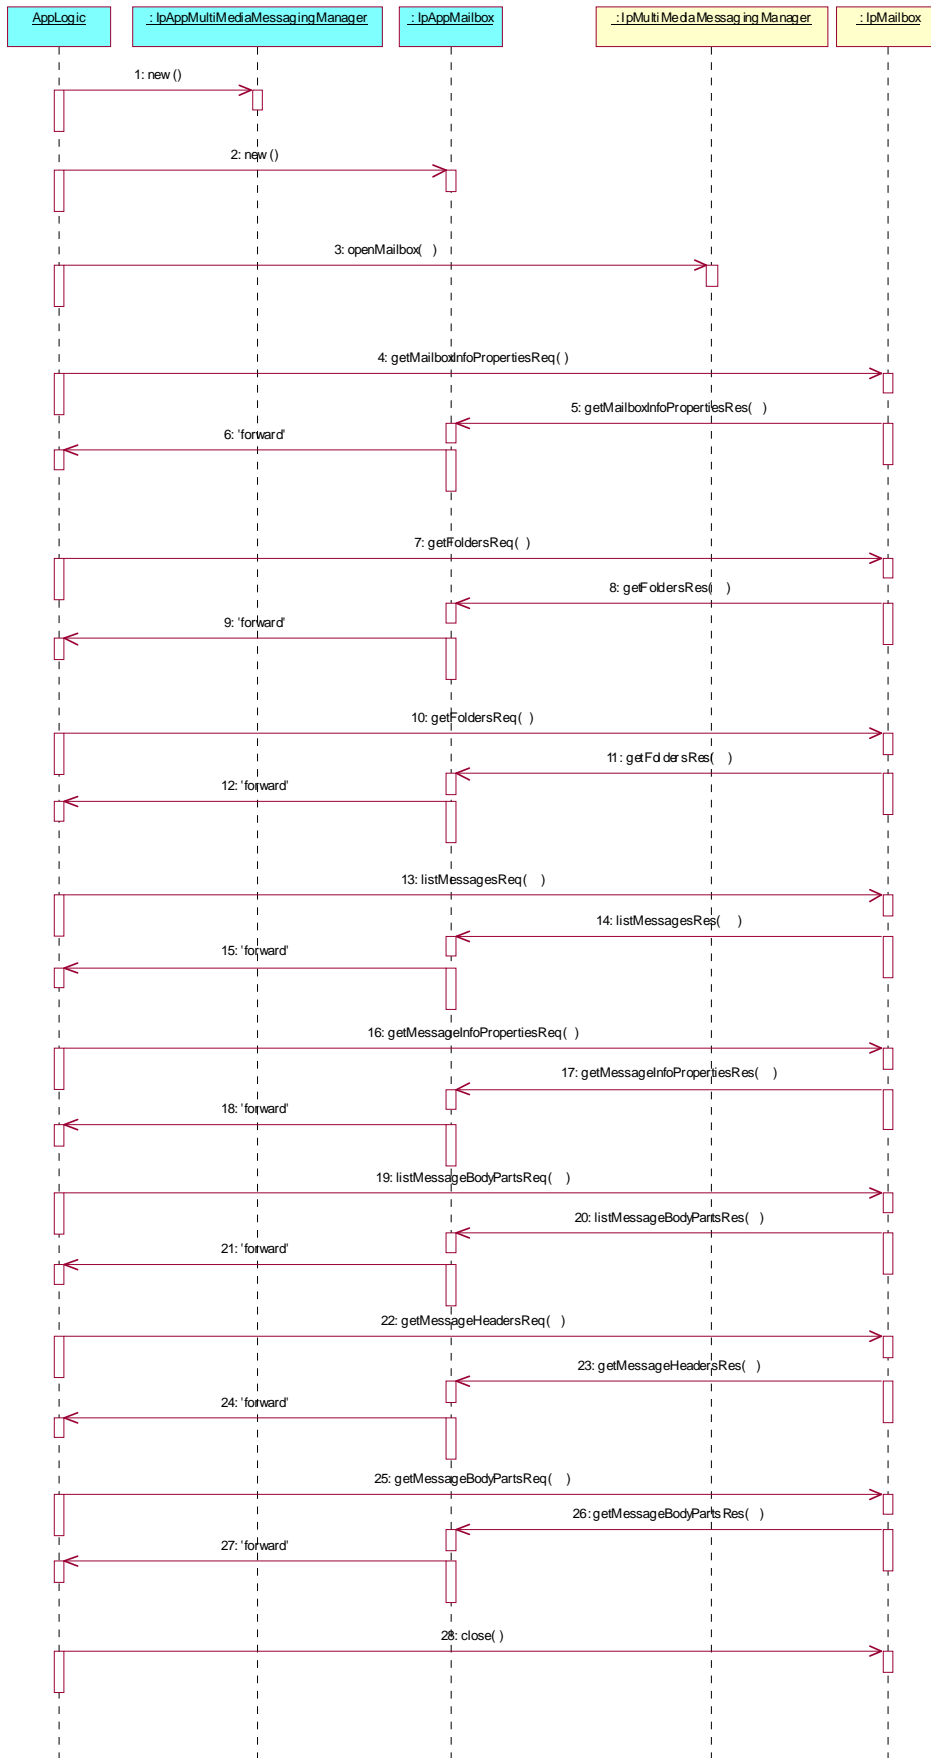 AppLogic
: IpAppMultiMediaMessagingManager
: IpAppMailbox
: IpMultiMediaMessagingManager
: IpMailbox
1: new ()
2: new ()
3: openMailbox( )
4: getMailboxInfoPropertiesReq( )
5: getMailboxInfoPropertiesRes( )
6: 'forward'
7: getFoldersReq( )
8: getFoldersRes( )
9: 'forward'
10: getFoldersReq( )
11: getFoldersRes( )
12: 'forward'
13: listMessagesReq( )
14: listMessagesRes( )
15: 'forward'
16: getMessageInfoPropertiesReq( )
17: getMessageInfoPropertiesRes( )
18: 'forward'
19: listMessageBodyPartsReq( )
20: listMessageBodyPartsRes( )
21: 'forward'
22: getMessageHeadersReq( )
23: getMessageHeadersRes( )
24: 'forward'
25: getMessageBodyPartsReq( )
26: getMessageBodyPartsRes( )
27: 'forward'
28: close( )